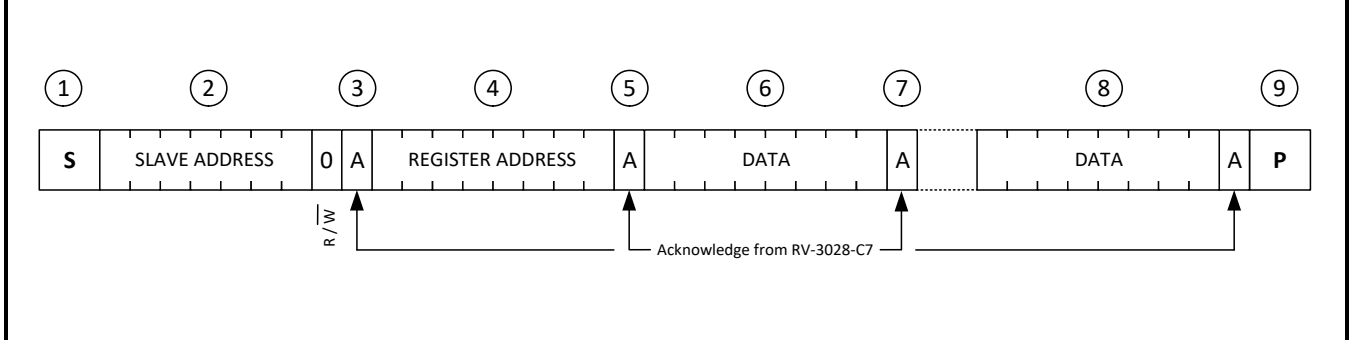 1 2 3 4 5 6 7 8 9
S SLAVE ADDRESS 0 A REGISTER ADDRESS A DATA A DATA A P
R / W
Acknowledge from RV-3028-C7